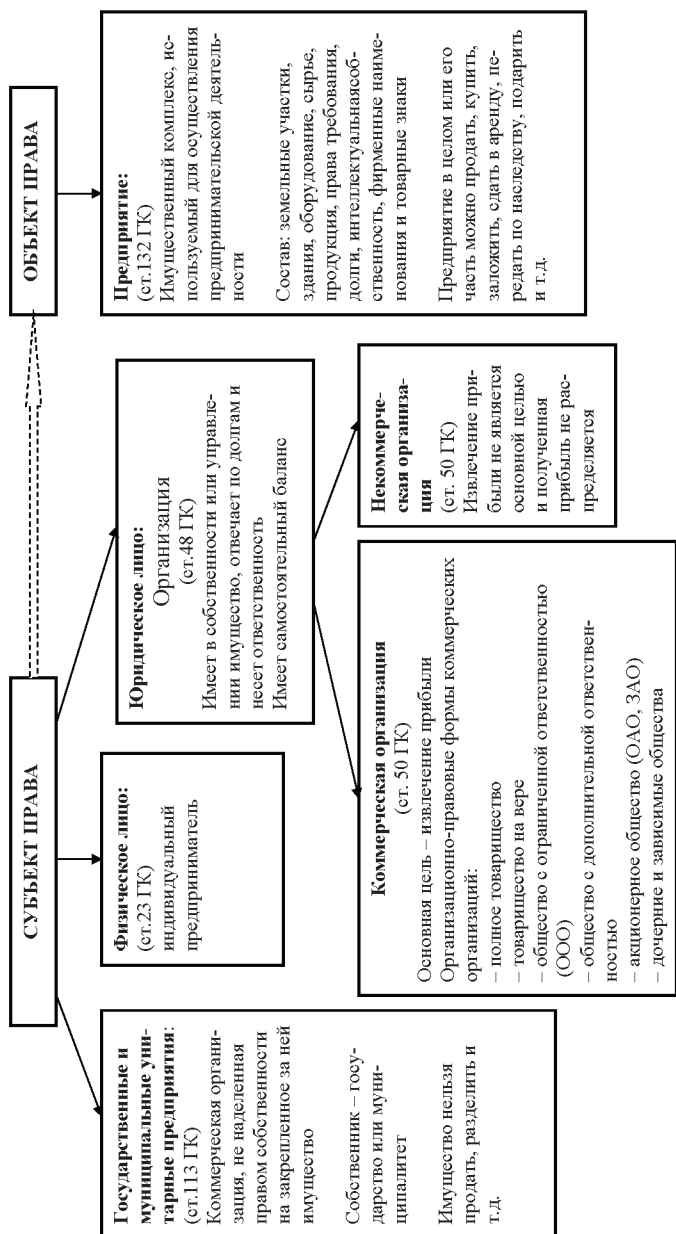 СУБЪЕКТ ПРАВА
ОБЪЕКТ ПРАВА
Государственные и
муниципальные уни-
тарные предприятия:
(ст.113 ГК)
Коммерческая органи-
зация, не наделенная
правом собственности
на закрепленное за ней
имущество
Собственник – госу-
дарство или муни-
ципалитет
Имущество нельзя
продать, разделить и
т.д.
Физическое лицо:
(ст.23 ГК)
индивидуальный
предприниматель
Юридическое лицо:
Организация
(ст.48 ГК)
Имеет в собственности или управле-
нии имущество, отвечает по долгам и
несет ответственность
Имеет самостоятельный баланс
Предприятие:
(ст.132 ГК)
Имущественный комплекс, ис-
пользуемый для осуществления
предпринимательской деятель-
ности
Состав: земельные участки,
здания, оборудование, сырье,
продукция, права требования,
долги, интеллектуальнаясоб-
ственность, фирменные наиме-
нования и товарные знаки
Предприятие в целом или его
часть можно продать, купить,
заложить, сдать в аренду, пе-
редать по наследству, подарить
и т.д.
Коммерческая организация
(ст. 50 ГК)
Основная цель – извлечение прибыли
Организационно-правовые формы коммерческих
организаций:
– полное товарищество
– товарищество на вере
– общество с ограниченной ответственностью
(ООО)
– общество с дополнительной ответствен-
ностью
– акционерное общество (ОАО, ЗАО)
– дочерние и зависимые общества
Некоммерче-
ская организа-
ция
(ст. 50 ГК)
Извлечение при-
были не является
основной целью
и полученная
прибыль не рас-
пределяется